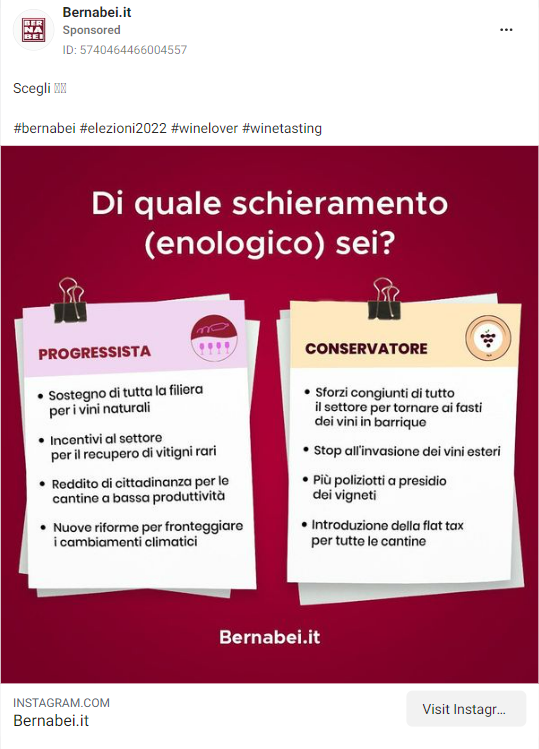 BER
NA
BEI
Bernabei.it
Sponsored
ID: 5740464466004557
Scegli
#bernabei #elezioni2022 #winelover #winetasting
Di quale schieramento
(enologico) sei?
PROGRESSISTA
• Sostegno di tutta la filiera
per i vini naturali
• Incentivi al settore
per il recupero di vitigni rari
• Reddito di cittadinanza per le
cantine a bassa produttività
• Nuove riforme per fronteggiare
i cambiamenti climatici
CONSERVATORE
• Sforzi congiunti di tutto
il settore per tornare ai fasti
dei vini in barrique
• Stop all'invasione dei vini esteri
• Più poliziotti a presidio
dei vigneti
• Introduzione della flat tax
per tutte le cantine
Bernabei.it
INSTAGRAM.COM
Bernabei.it
Visit Instagr...